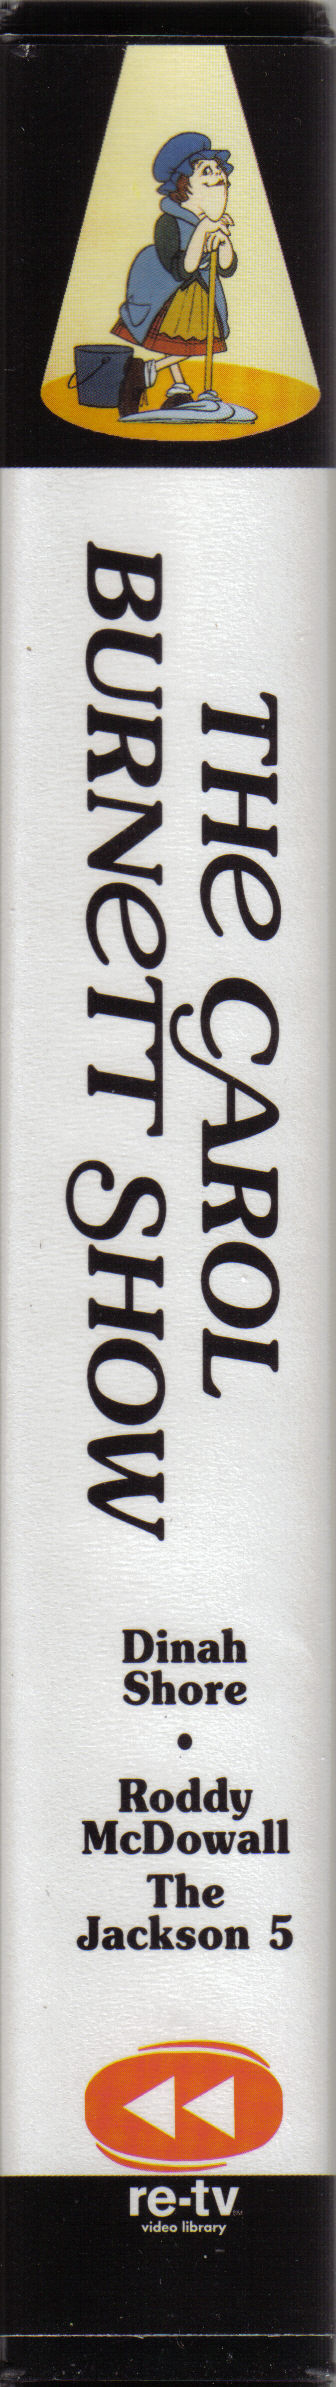 THE CAROL
BURNETT SHOW
Dinah
Shore
•
Roddy
McDowall
The
Jackson 5
re-tv
video library